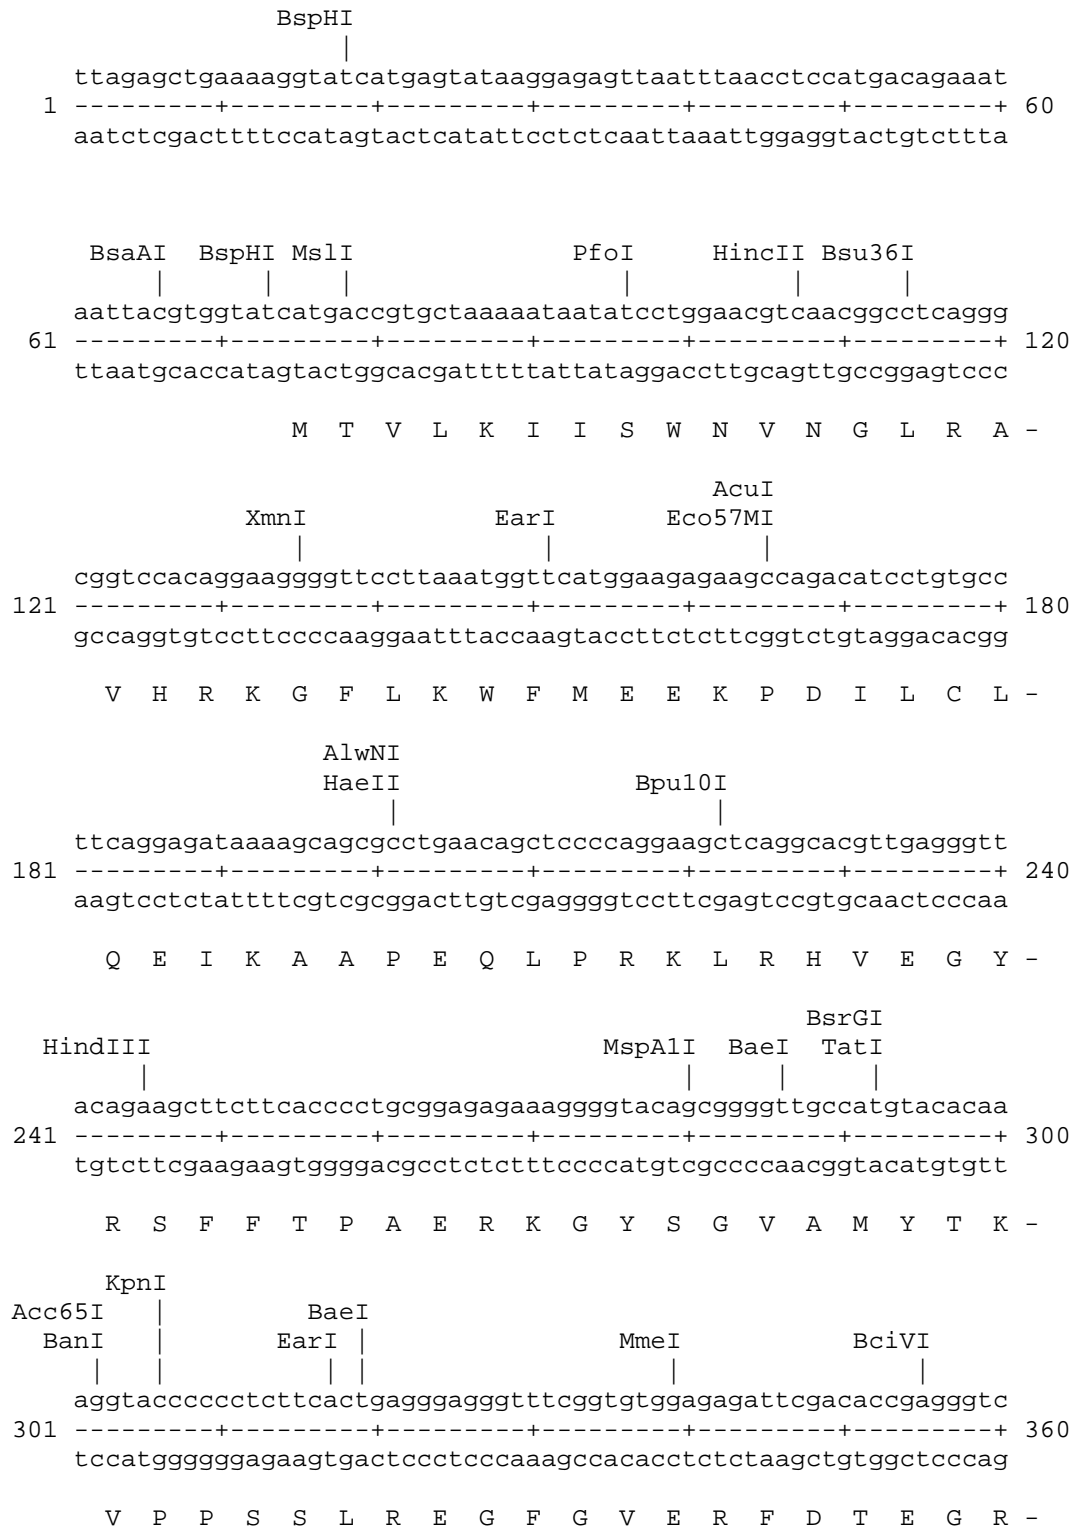 BspHI
|
ttagagctgaaaaggtatcatgagtataaggagagttaatttaacctccatgacagaaat
1 ---------+---------+---------+---------+---------+---------+ 60
aatctcgacttttccatagtactcatattcctctcaattaaattggaggtactgtcttta
BsaAI BspHI MslI PfoI HincII Bsu36I
| | | | | |
aattacgtggtatcatgaccgtgctaaaaataatatcctggaacgtcaacggcctcaggg
61 ---------+---------+---------+---------+---------+---------+ 120
ttaatgcaccatagtactggcacgatttttattataggaccttgcagttgccggagtccc
M T V L K I I S W N V N G L R A -
AcuI
XmnI EarI Eco57MI
| | |
cggtccacaggaaggggttccttaaatggttcatggaagagaagccagacatcctgtgcc
121 ---------+---------+---------+---------+---------+---------+ 180
gccaggtgtccttccccaaggaatttaccaagtaccttctcttcggtctgtaggacacgg
V H R K G F L K W F M E E K P D I L C L -
AlwNI
HaeII Bpu10I
| |
ttcaggagataaaagcagcgcctgaacagctccccaggaagctcaggcacgttgagggtt
181 ---------+---------+---------+---------+---------+---------+ 240
aagtcctctattttcgtcgcggacttgtcgaggggtccttcgagtccgtgcaactcccaa
Q E I K A A P E Q L P R K L R H V E G Y -
BsrGI
HindIII MspA1I BaeI TatI
| | | |
acagaagcttcttcacccctgcggagagaaaggggtacagcggggttgccatgtacacaa
241 ---------+---------+---------+---------+---------+---------+ 300
tgtcttcgaagaagtggggacgcctctctttccccatgtcgccccaacggtacatgtgtt
R S F F T P A E R K G Y S G V A M Y T K -
KpnI
Acc65I | BaeI
BanI | EarI | MmeI BciVI
| | | | | |
aggtacccccctcttcactgagggagggtttcggtgtggagagattcgacaccgagggtc
301 ---------+---------+---------+---------+---------+---------+ 360
tccatggggggagaagtgactccctcccaaagccacacctctctaagctgtggctcccag
V P P S S L R E G F G V E R F D T E G R -